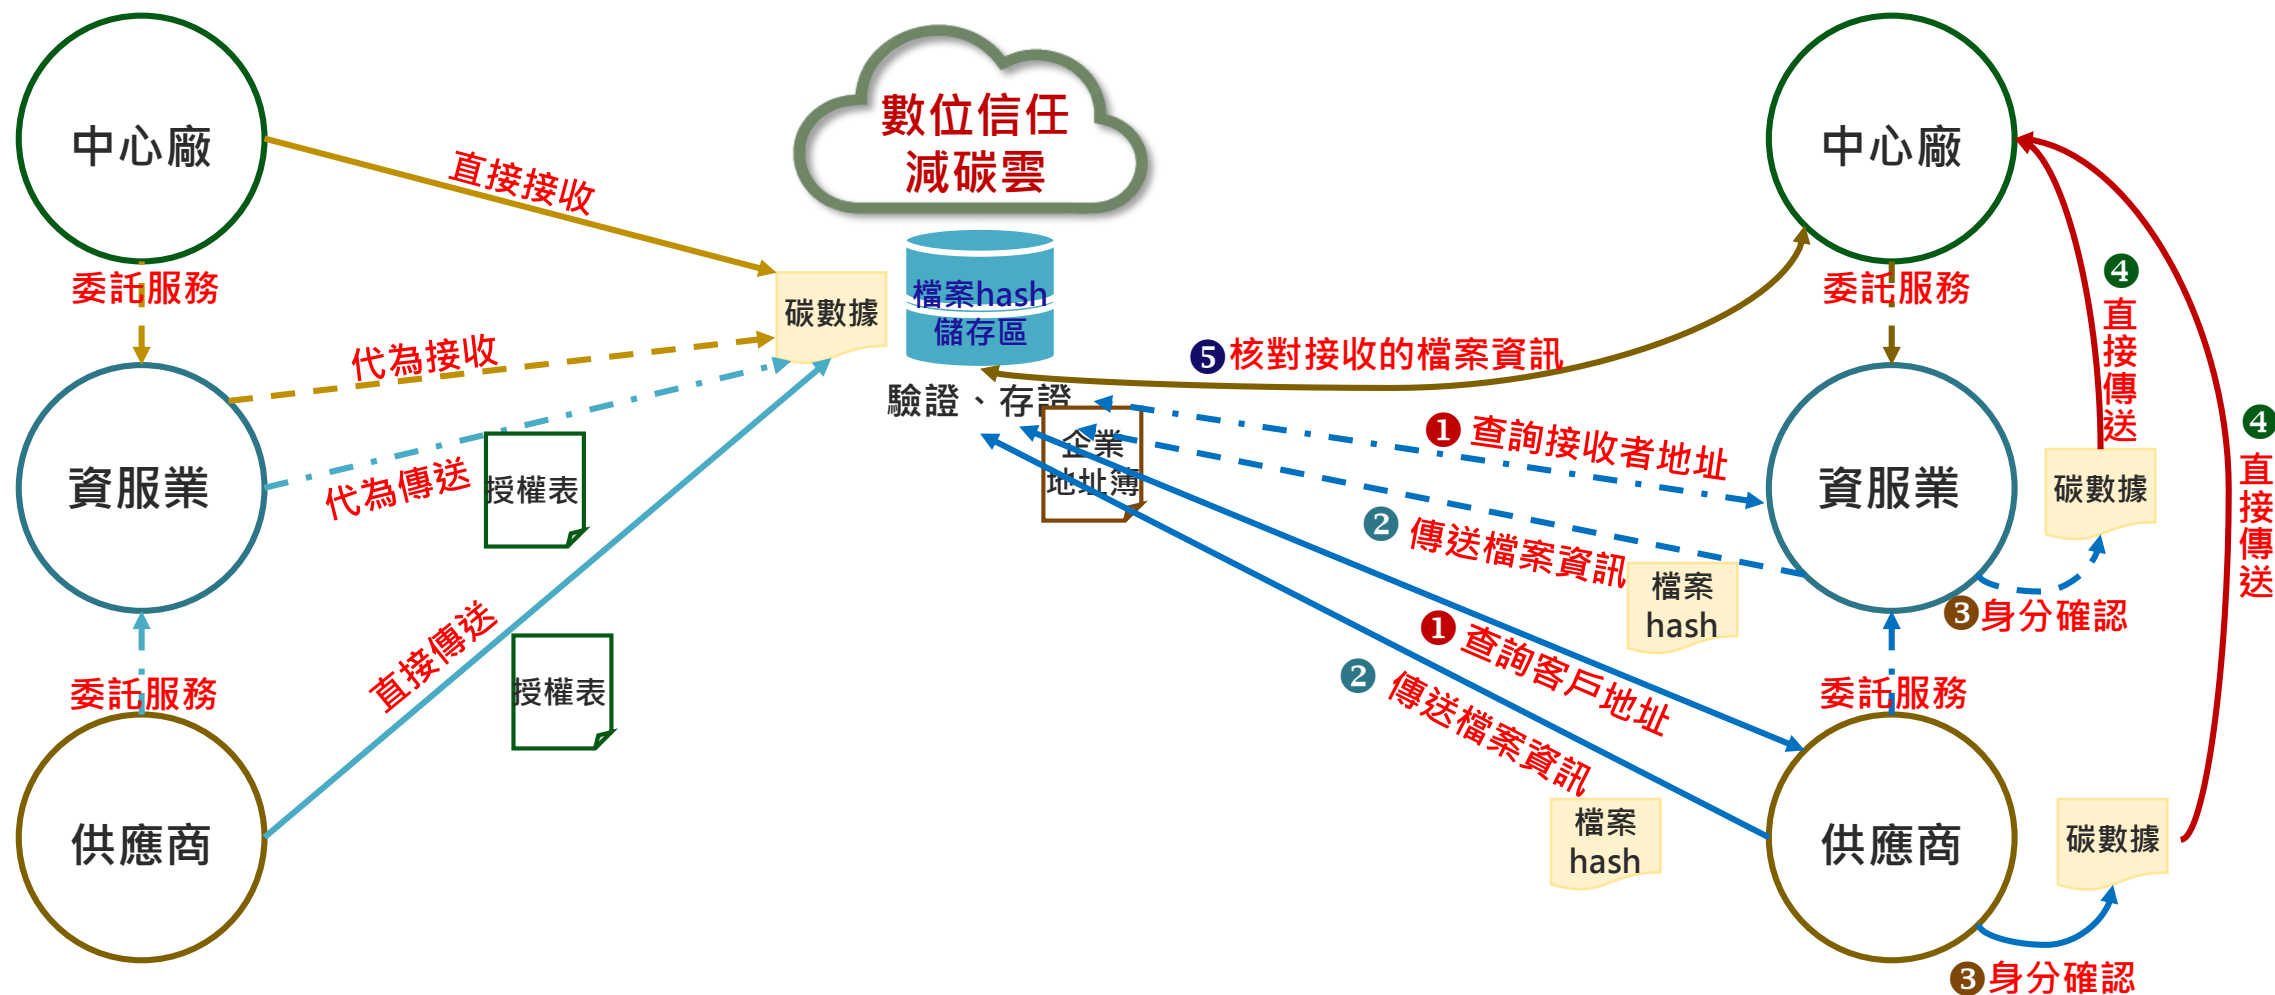 中心廠
委託服務
資服業
委託服務
供應商
直接接收
代為接收
代為傳送
授權表
直接傳送
授權表
數位信任
減碳雲
碳數據
檔案hash
儲存區
驗證、存證
企業
地址簿
❺核對接收的檔案資訊
❶ 查詢接收者地址
❷ 傳送檔案資訊
檔案
hash
❶ 查詢客戶地址
❷ 傳送檔案資訊
檔案
hash
中心廠
委託服務
資服業
委託服務
供應商
❹
直接傳送
碳數據
❸身分確認
❹
直接傳送
碳數據
❸身分確認